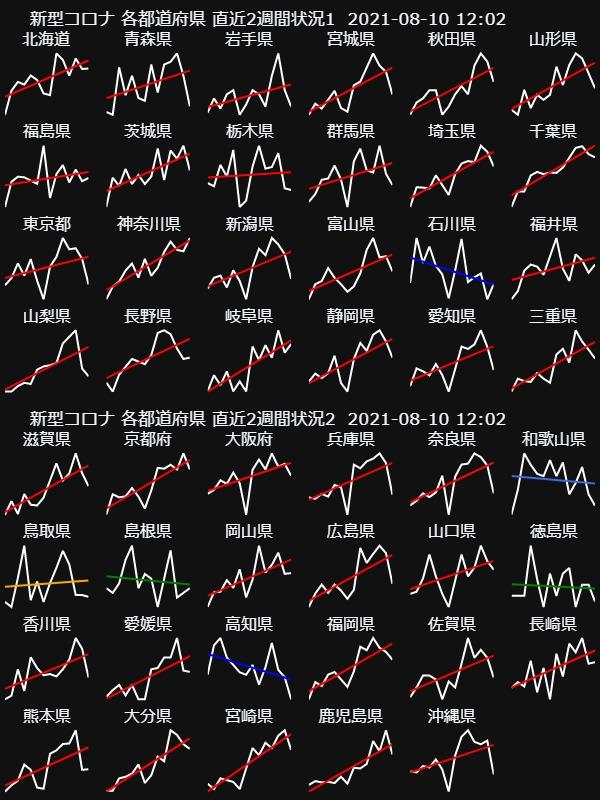 新型コロナ 各都道府県 直近2週間状況1 2021-08-10 12:02
北海道 青森県 岩手県 宮城県 秋田県 山形県
福島県 茨城県 栃木県 群馬県 埼玉県 千葉県
東京都 神奈川県 新潟県 富山県 石川県 福井県
山梨県 長野県 岐阜県 静岡県 愛知県 三重県
新型コロナ 各都道府県 直近2週間状況2 2021-08-10 12:02
滋賀県 京都府 大阪府 兵庫県 奈良県 和歌山県
鳥取県 島根県 岡山県 広島県 山口県 徳島県
香川県 愛媛県 高知県 福岡県 佐賀県 長崎県
熊本県 大分県 宮崎県 鹿児島県 沖縄県